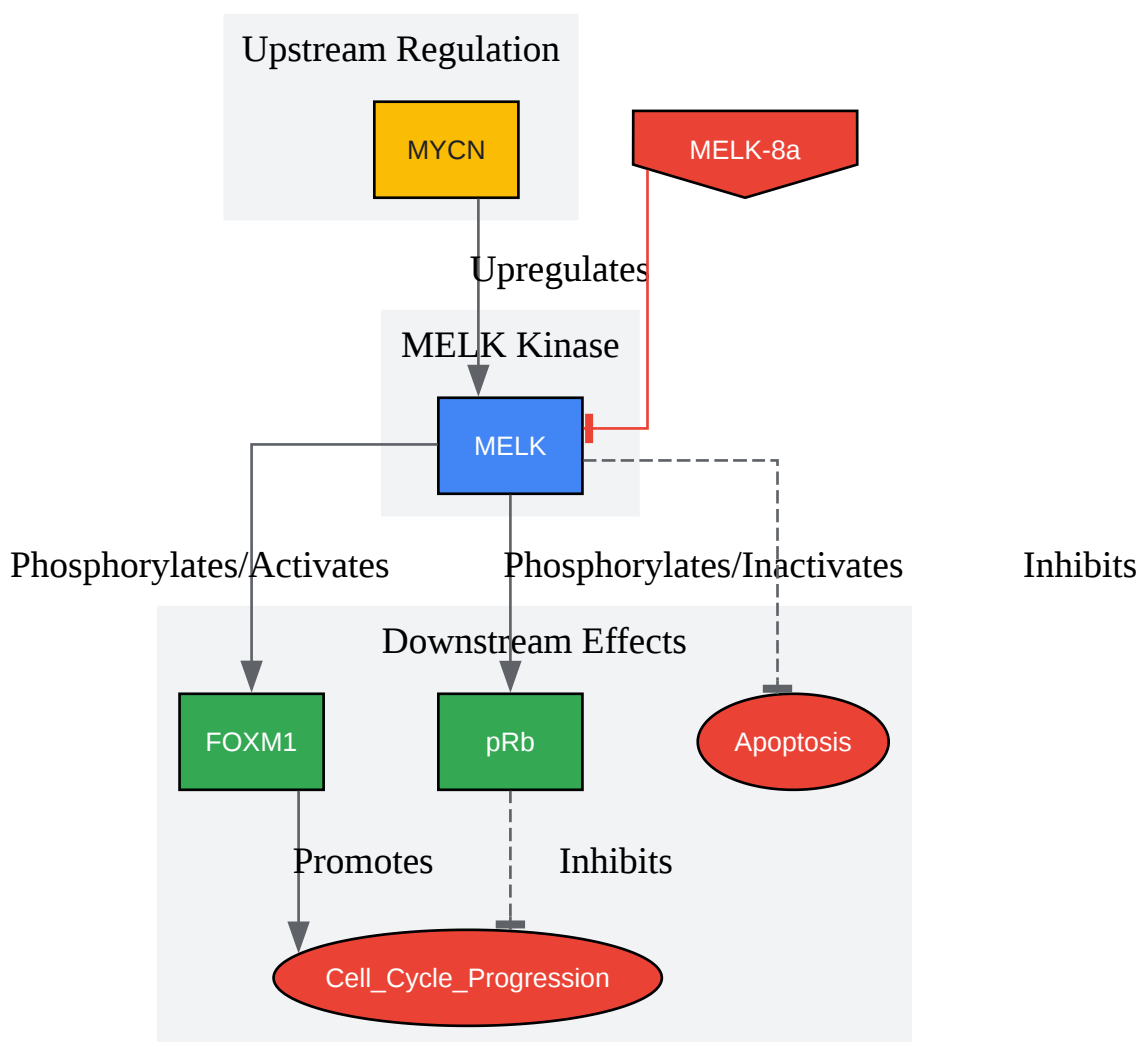 Upstream Regulation
MYCN
MELK-8a
Upregulates
MELK Kinase
MELK
Phosphorylates/Activates
Phosphorylates/Inactivates
Inhibits
Downstream Effects
FOXM1
pRb
Apoptosis
Promotes
Inhibits
Cell_Cycle_Progression